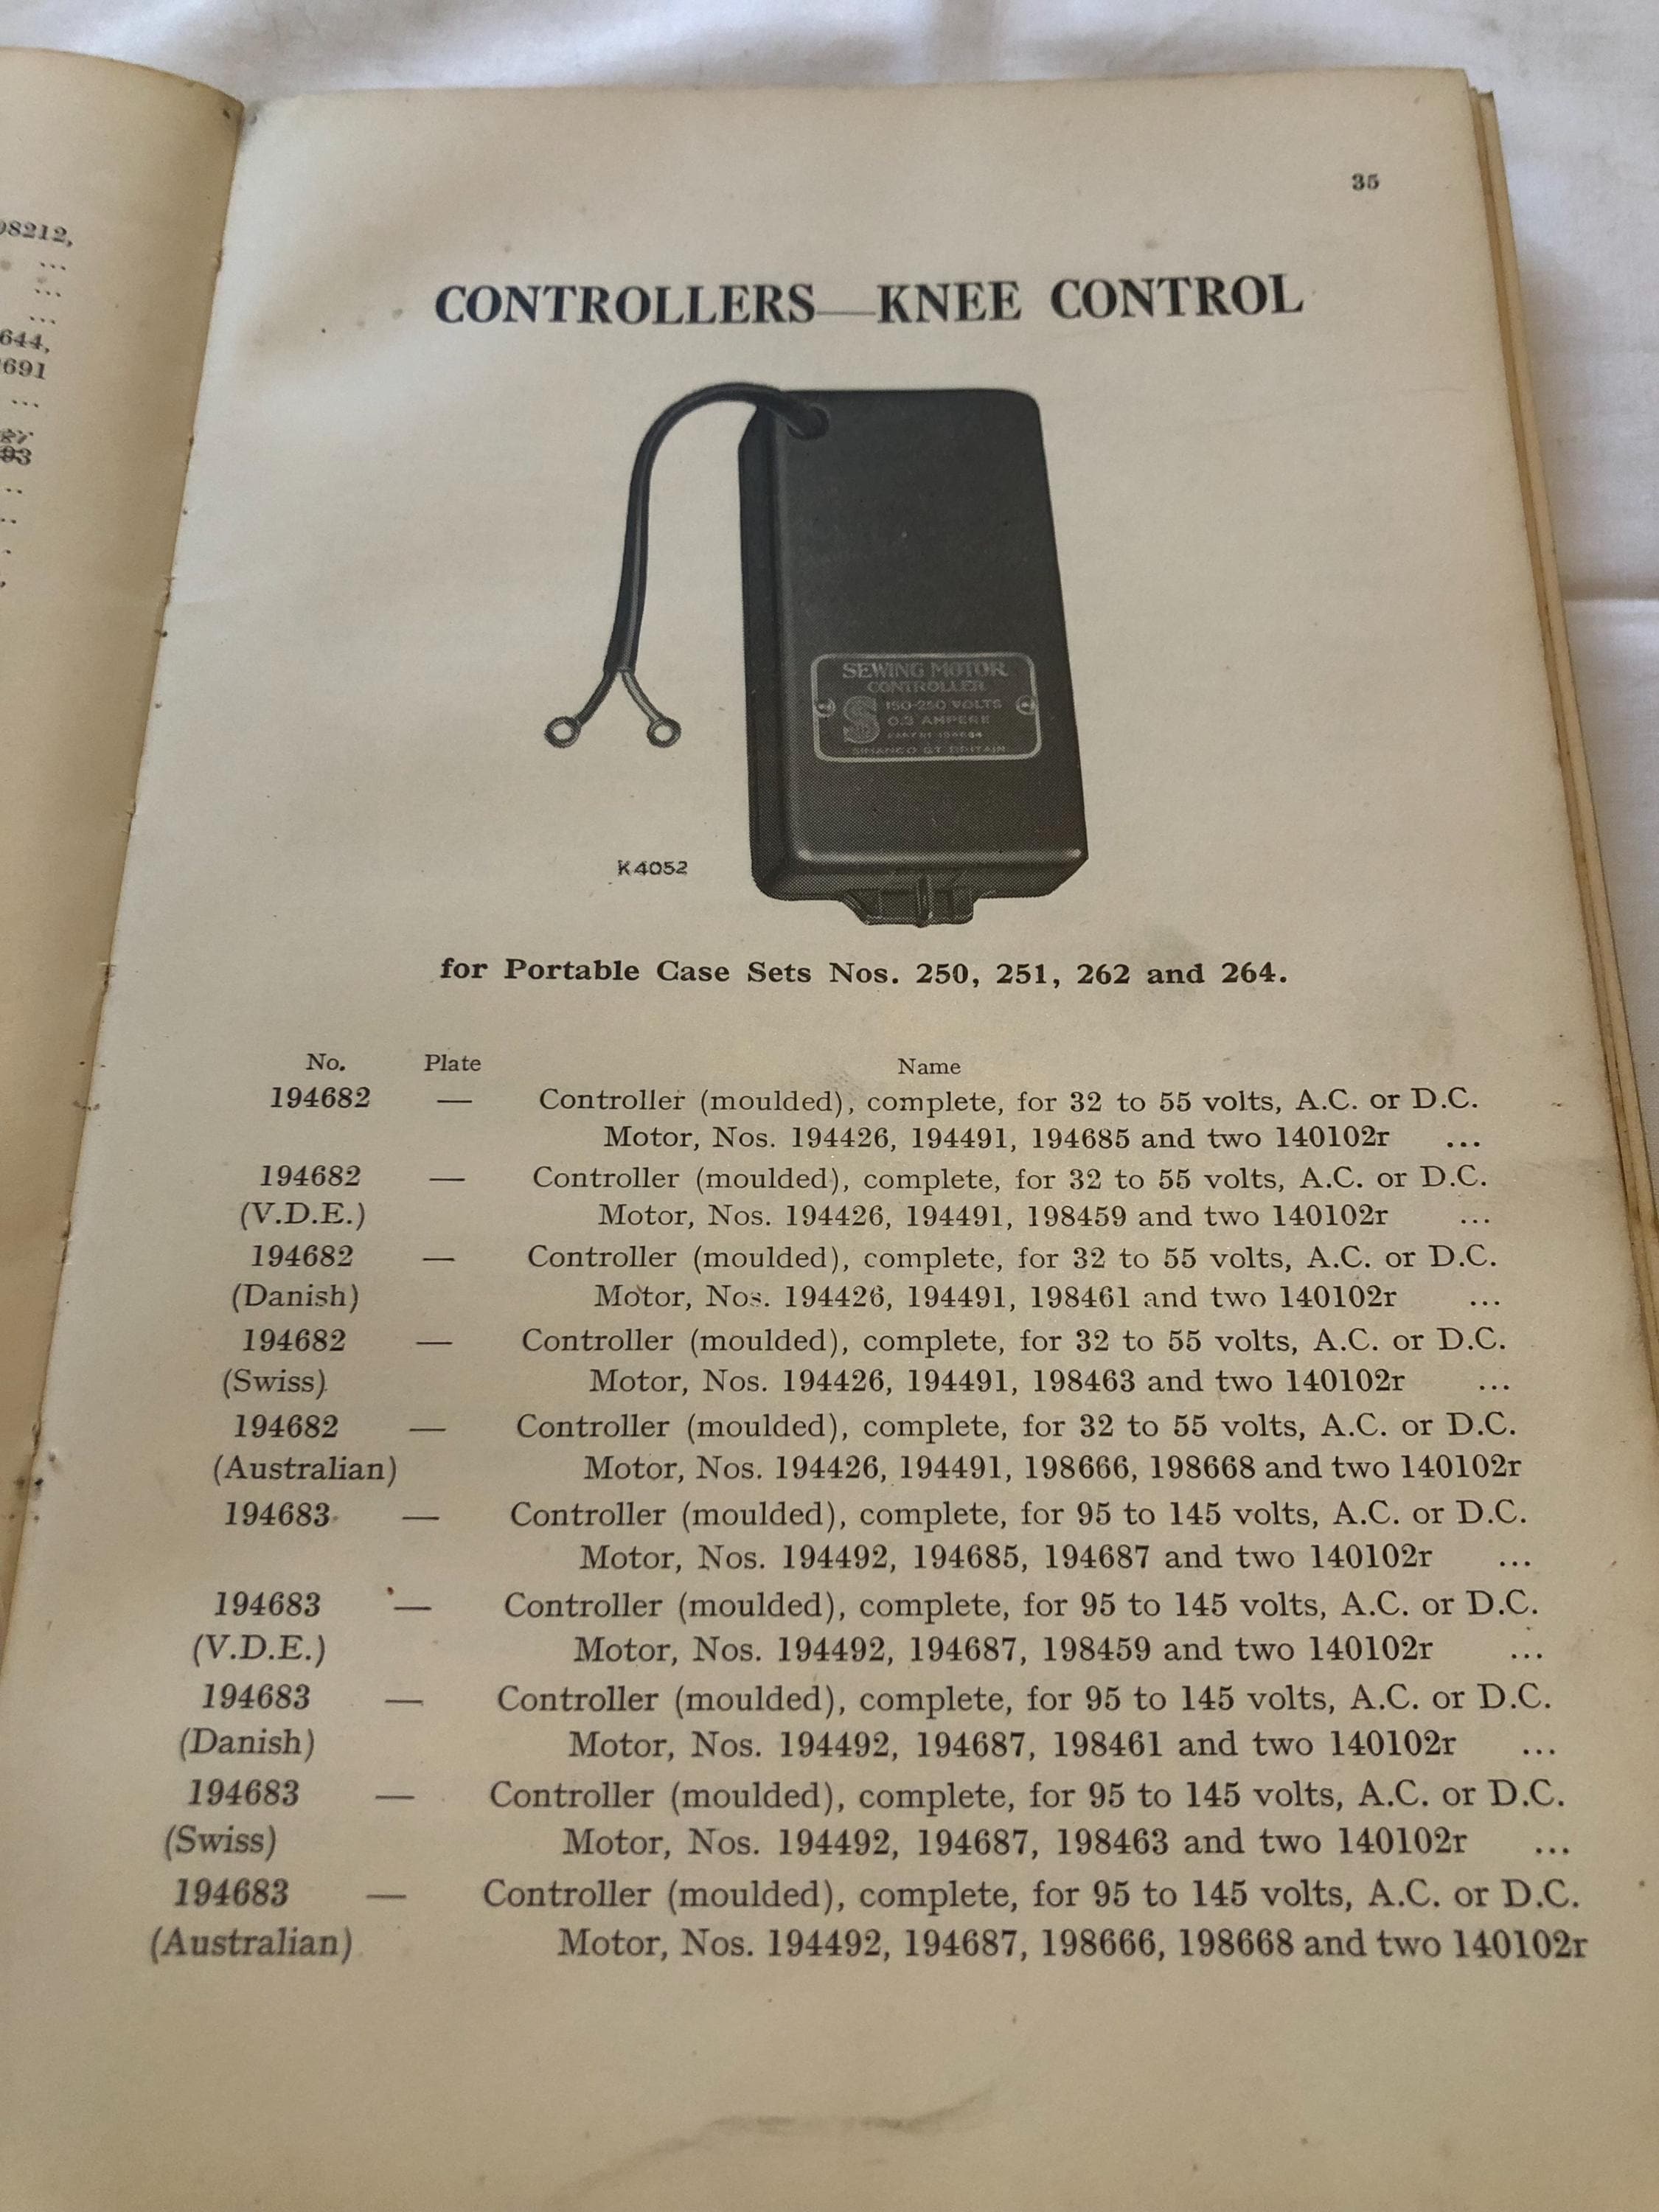 08212,
...
...
...
644,
691
...
93
35
CONTROLLERS—KNEE CONTROL
SEWING MOTOR
CONTROLLER
S 150-250 VOLTS
0.3 AMPERE
SIMANCO GT. BRITAIN
K4052
for Portable Case Sets Nos. 250, 251, 262 and 264.
No. Plate Name
194682 — Controller (moulded), complete, for 32 to 55 volts, A.C. or D.C.
Motor, Nos. 194426, 194491, 194685 and two 140102r ...
194682 — Controller (moulded), complete, for 32 to 55 volts, A.C. or D.C.
(V.D.E.) Motor, Nos. 194426, 194491, 198459 and two 140102r ...
194682 — Controller (moulded), complete, for 32 to 55 volts, A.C. or D.C.
(Danish) Motor, Nos. 194426, 194491, 198461 and two 140102r ...
194682 — Controller (moulded), complete, for 32 to 55 volts, A.C. or D.C.
(Swiss) Motor, Nos. 194426, 194491, 198463 and two 140102r ...
194682 — Controller (moulded), complete, for 32 to 55 volts, A.C. or D.C.
(Australian) Motor, Nos. 194426, 194491, 198666, 198668 and two 140102r
194683 — Controller (moulded), complete, for 95 to 145 volts, A.C. or D.C.
Motor, Nos. 194492, 194685, 194687 and two 140102r ...
194683 — Controller (moulded), complete, for 95 to 145 volts, A.C. or D.C.
(V.D.E.) Motor, Nos. 194492, 194687, 198459 and two 140102r ...
194683 — Controller (moulded), complete, for 95 to 145 volts, A.C. or D.C.
(Danish) Motor, Nos. 194492, 194687, 198461 and two 140102r ...
194683 — Controller (moulded), complete, for 95 to 145 volts, A.C. or D.C.
(Swiss) Motor, Nos. 194492, 194687, 198463 and two 140102r ...
194683 — Controller (moulded), complete, for 95 to 145 volts, A.C. or D.C.
(Australian) Motor, Nos. 194492, 194687, 198666, 198668 and two 140102r